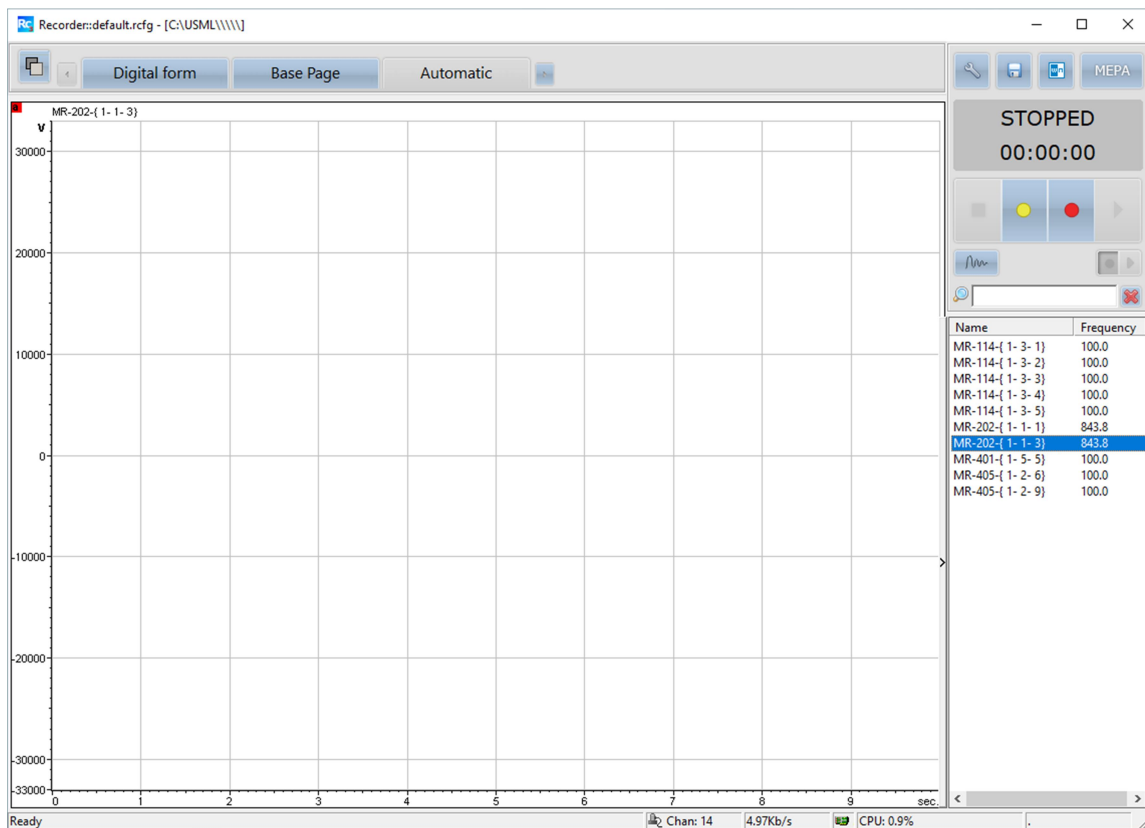 Recorder::default.rcfg - [C:\USML\\\\\]
Digital form
Base Page
Automatic
MEPA
STOPPED
00:00:00
Name Frequency
MR-114-{ 1- 3- 1} 100.0
MR-114-{ 1- 3- 2} 100.0
MR-114-{ 1- 3- 3} 100.0
MR-114-{ 1- 3- 4} 100.0
MR-114-{ 1- 3- 5} 100.0
MR-202-{ 1- 1- 1} 843.8
MR-202-{ 1- 1- 3} 843.8
MR-401-{ 1- 5- 5} 100.0
MR-405-{ 1- 2- 6} 100.0
MR-405-{ 1- 2- 9} 100.0
MR-202-{ 1- 1- 3}
V
30000
20000
10000
0
-10000
-20000
-30000
-33000
0 1 2 3 4 5 6 7 8 9 sec.
Ready
Chan: 14
4.97Kb/s
CPU: 0.9%
.